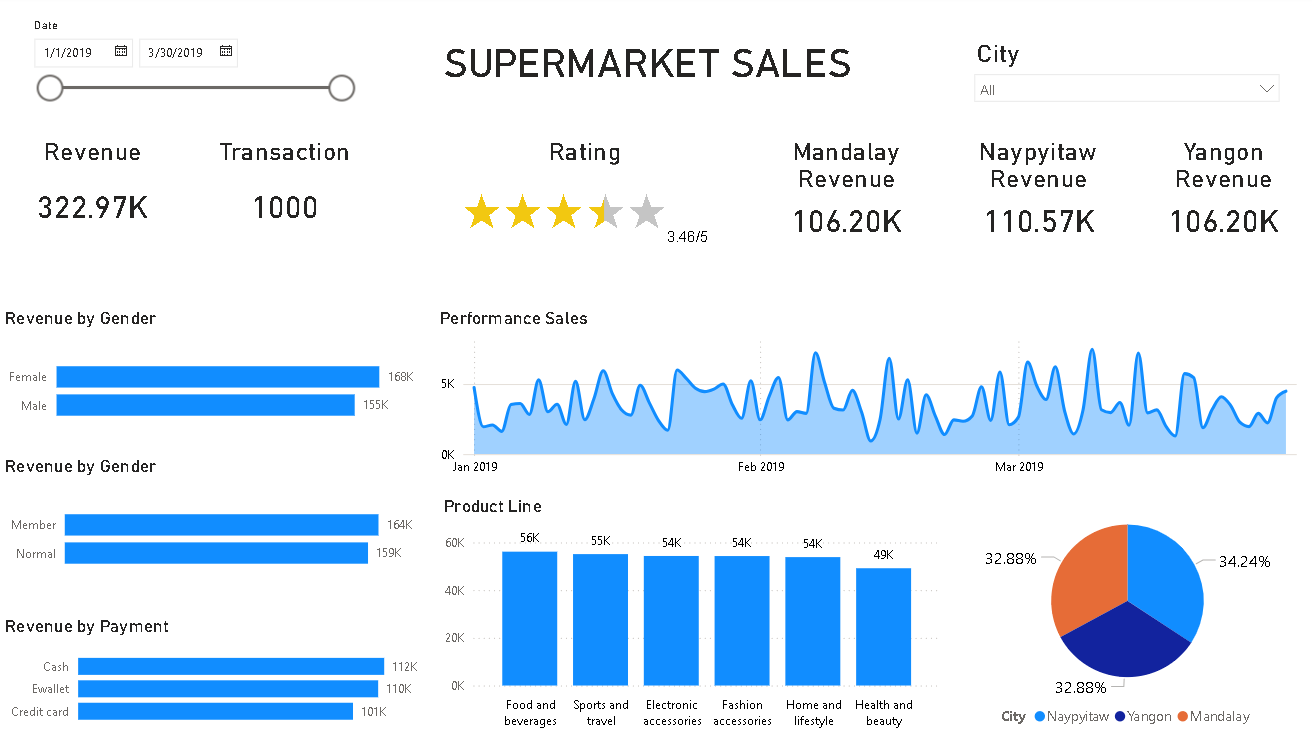 Date
1/1/2019
3/30/2019
SUPERMARKET SALES
City
All
Revenue
322.97K
Transaction
1000
Rating
3.46/5
Mandalay
Revenue
106.20K
Naypyitaw
Revenue
110.57K
Yangon
Revenue
106.20K
Revenue by Gender
Female 168K
Male 155K
Revenue by Gender
Member 164K
Normal 159K
Revenue by Payment
Cash 112K
Ewallet 110K
Credit card 101K
Performance Sales
5K
0K
Jan 2019 Feb 2019 Mar 2019
Product Line
60K
40K
20K
0K
56K 55K 54K 54K 54K 49K
Food and
beverages
Sports and
travel
Electronic
accessories
Fashion
accessories
Home and
lifestyle
Health and
beauty
32.88%
34.24%
32.88%
City Naypyitaw Yangon Mandalay